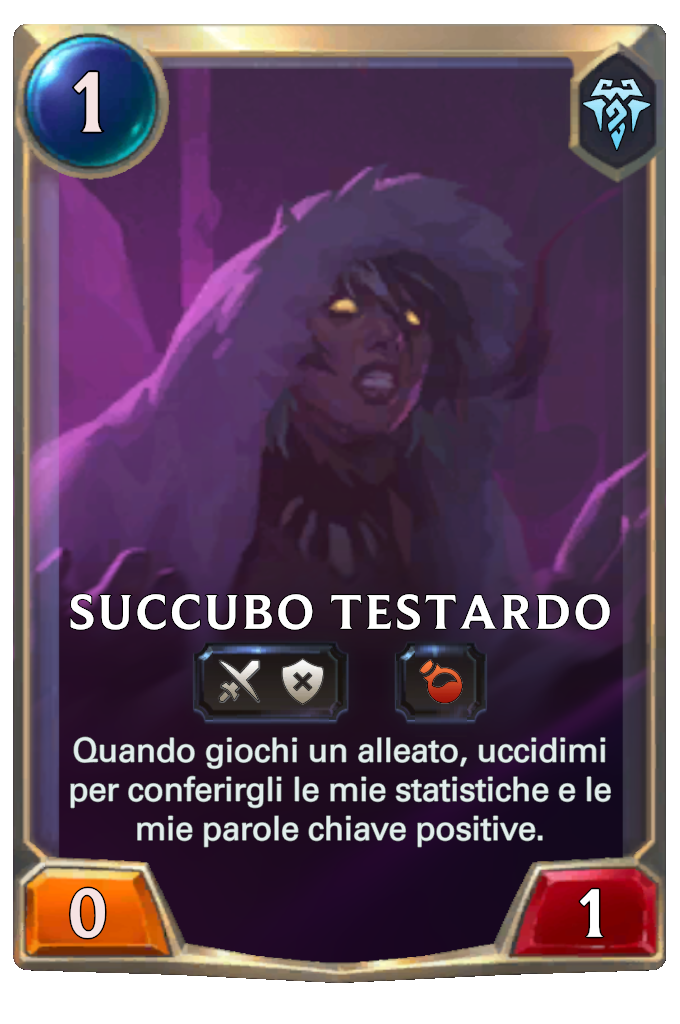 1
SUCCUBO TESTARDO
Quando giochi un alleato, uccidimi
per conferirgli le mie statistiche e le
mie parole chiave positive.
0
1